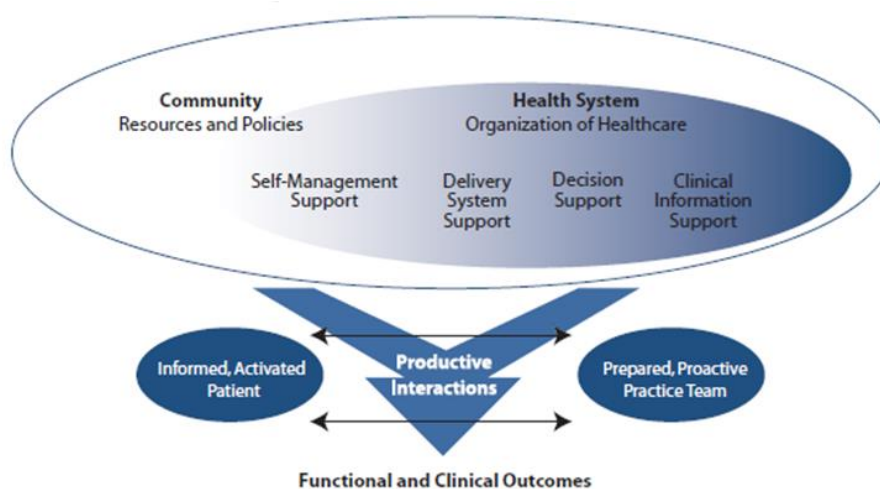 Community
Resources and Policies
Health System
Organization of Healthcare
Self-Management
Support
Delivery
System
Support
Decision
Support
Clinical
Information
Support
Informed, Activated
Patient
Productive
Interactions
Prepared, Proactive
Practice Team
Functional and Clinical Outcomes